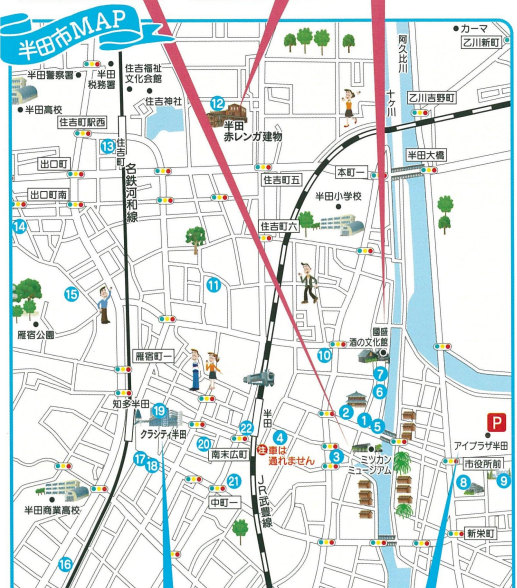 半田市MAP
カーマ
乙川新町
阿久比川
半田警察署
半田
税務署
住吉福祉
文化会館
住吉神社
半田高校
住吉町駅西
12
半田
赤レンガ建物
十ヶ川
乙川吉野町
13
住吉町
出口町
名鉄河和線
住吉町五
本町一
半田大橋
半田小学校
出口町南
14
住吉町六
15
11
雁宿公園
雁宿町一
10
國盛
酒の文化館
7
6
知多半田
19
クラシティ半田
半田
2
1
5
P
アイプラザ半田
22
4
20
南末広町
注車は
通れません
3
ミツカン
ミュージアム
市役所前
17
18
21
8
9
中町一
JR武豊線
半田商業高校
新栄町
16